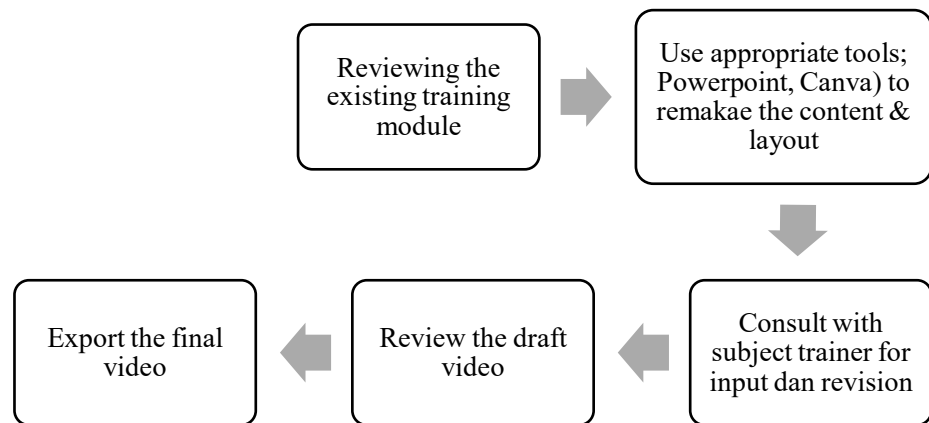 Reviewing the
existing training
module
Use appropriate tools;
Powerpoint, Canva) to
remakae the content &
layout
Consult with
subject trainer for
input dan revision
Review the draft
video
Export the final
video